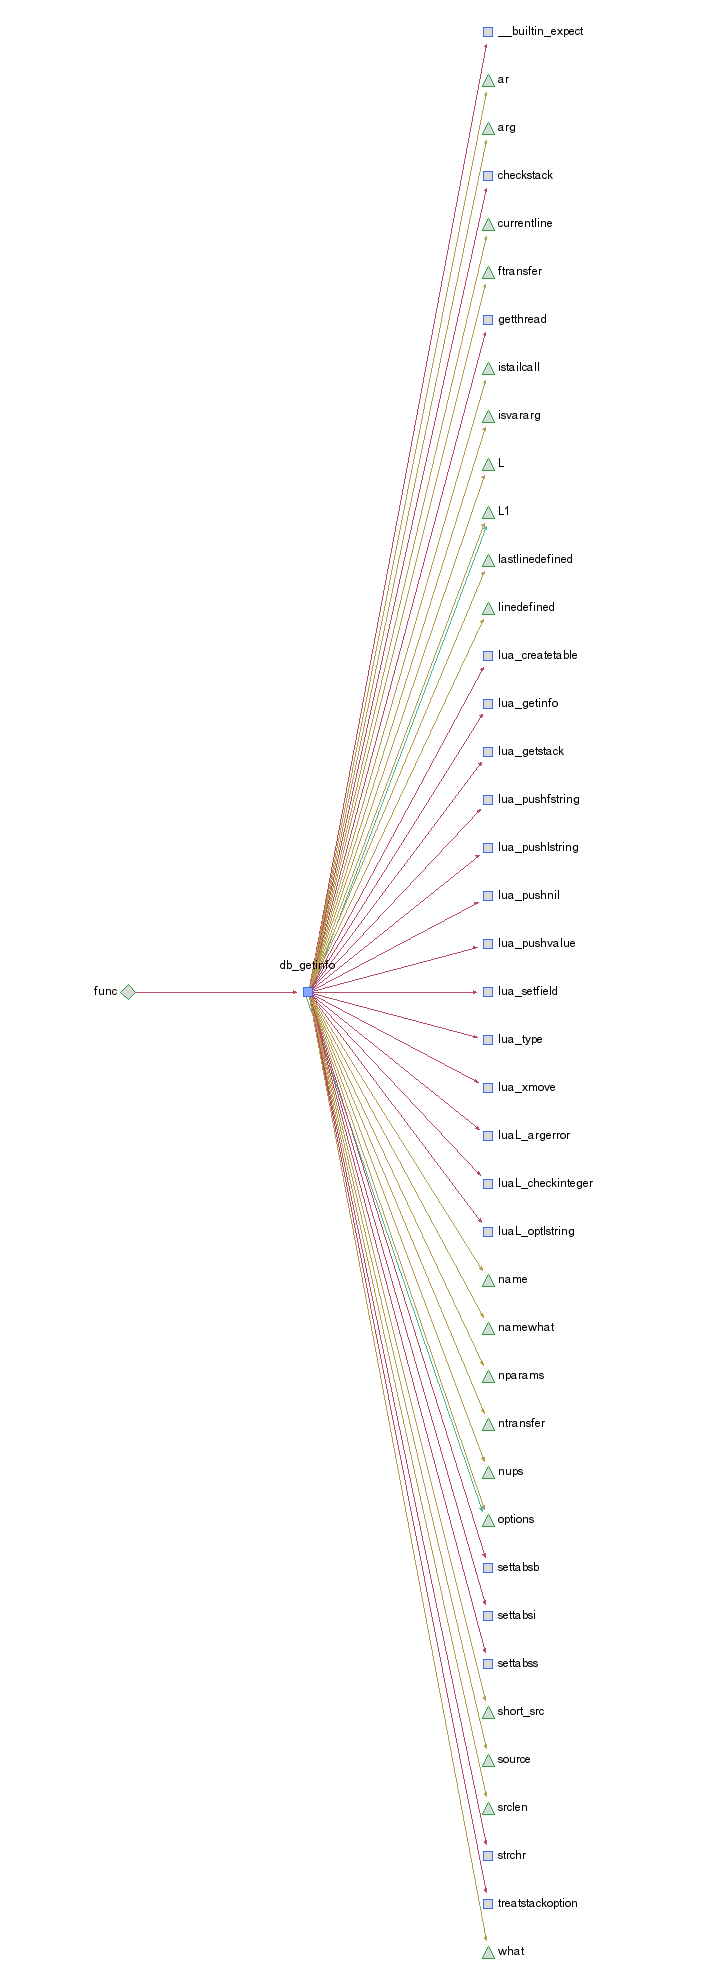 __builtin_expect
ar
arg
checkstack
currentline
ftransfer
getthread
istailcall
isvararg
L
L1
lastlinedefined
linedefined
lua_createtable
lua_getinfo
lua_getstack
lua_pushfstring
lua_pushlstring
lua_pushnil
lua_pushvalue
db_getinfo
func
lua_setfield
lua_type
lua_xmove
luaL_argerror
luaL_checkinteger
luaL_optlstring
name
namewhat
nparams
ntransfer
nups
options
settabsb
settabsi
settabss
short_src
source
srclen
strchr
treatstackoption
what